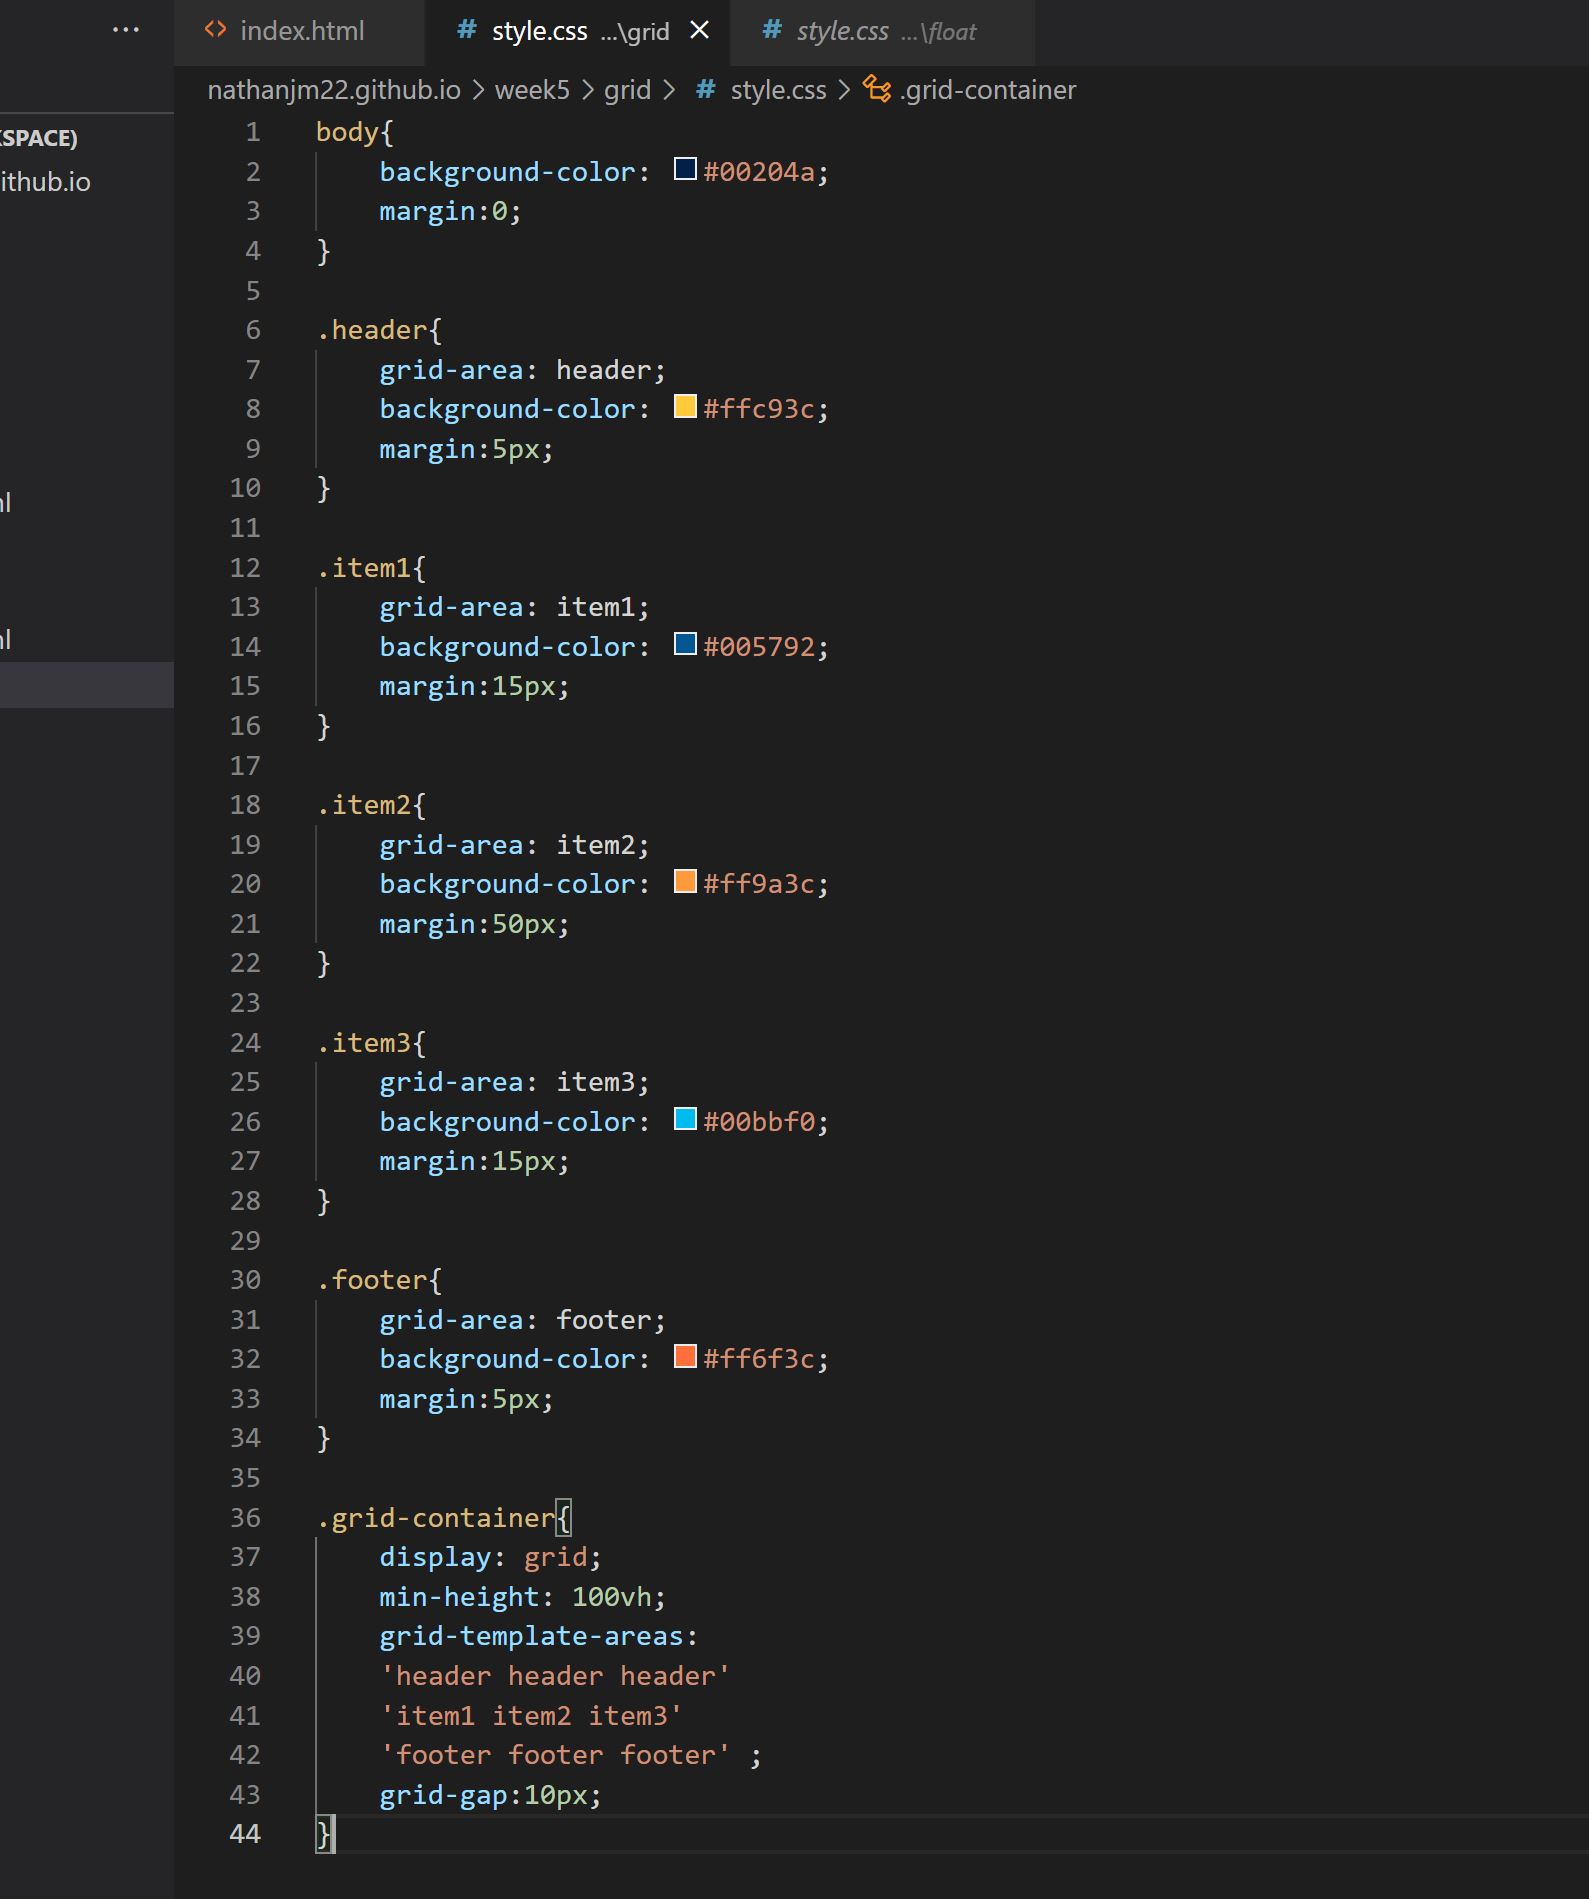 ··· <> index.html # style.css ...\grid × # style.css ...\float
nathanjm22.github.io > week5 > grid > # style.css > .grid-container
KSPACE)
ithub.io
nl
nl
1 body{
2     background-color: #00204a;
3     margin:0;
4 }
5
6 .header{
7     grid-area: header;
8     background-color: #ffc93c;
9     margin:5px;
10 }
11
12 .item1{
13     grid-area: item1;
14     background-color: #005792;
15     margin:15px;
16 }
17
18 .item2{
19     grid-area: item2;
20     background-color: #ff9a3c;
21     margin:50px;
22 }
23
24 .item3{
25     grid-area: item3;
26     background-color: #00bbf0;
27     margin:15px;
28 }
29
30 .footer{
31     grid-area: footer;
32     background-color: #ff6f3c;
33     margin:5px;
34 }
35
36 .grid-container{
37     display: grid;
38     min-height: 100vh;
39     grid-template-areas:
40     'header header header'
41     'item1 item2 item3'
42     'footer footer footer' ;
43     grid-gap:10px;
44 }